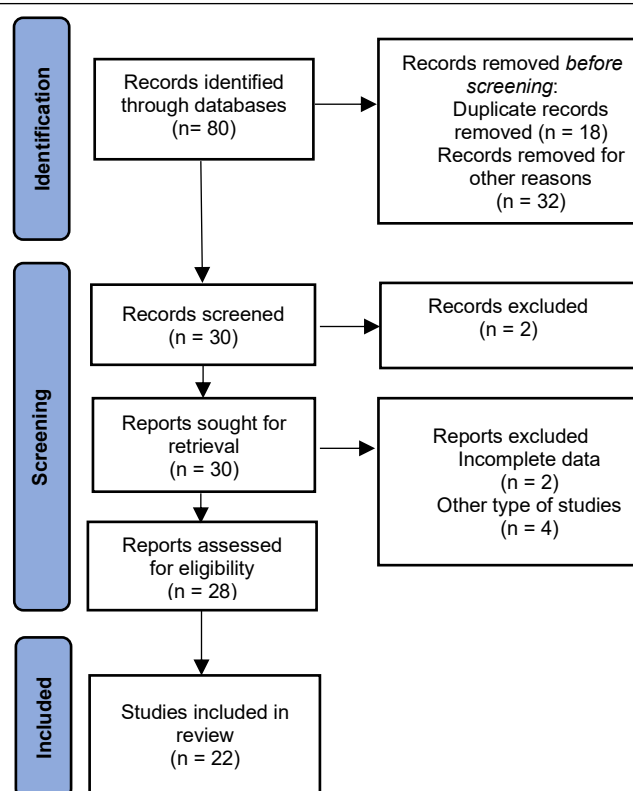 Identification
Records identified
through databases
(n= 80)
Records removed before
screening:
Duplicate records
removed (n = 18)
Records removed for
other reasons
(n = 32)
Screening
Records screened
(n = 30)
Records excluded
(n = 2)
Reports sought for
retrieval
(n = 30)
Reports excluded
Incomplete data
(n = 2)
Other type of studies
(n = 4)
Reports assessed
for eligibility
(n = 28)
Included
Studies included in
review
(n = 22)